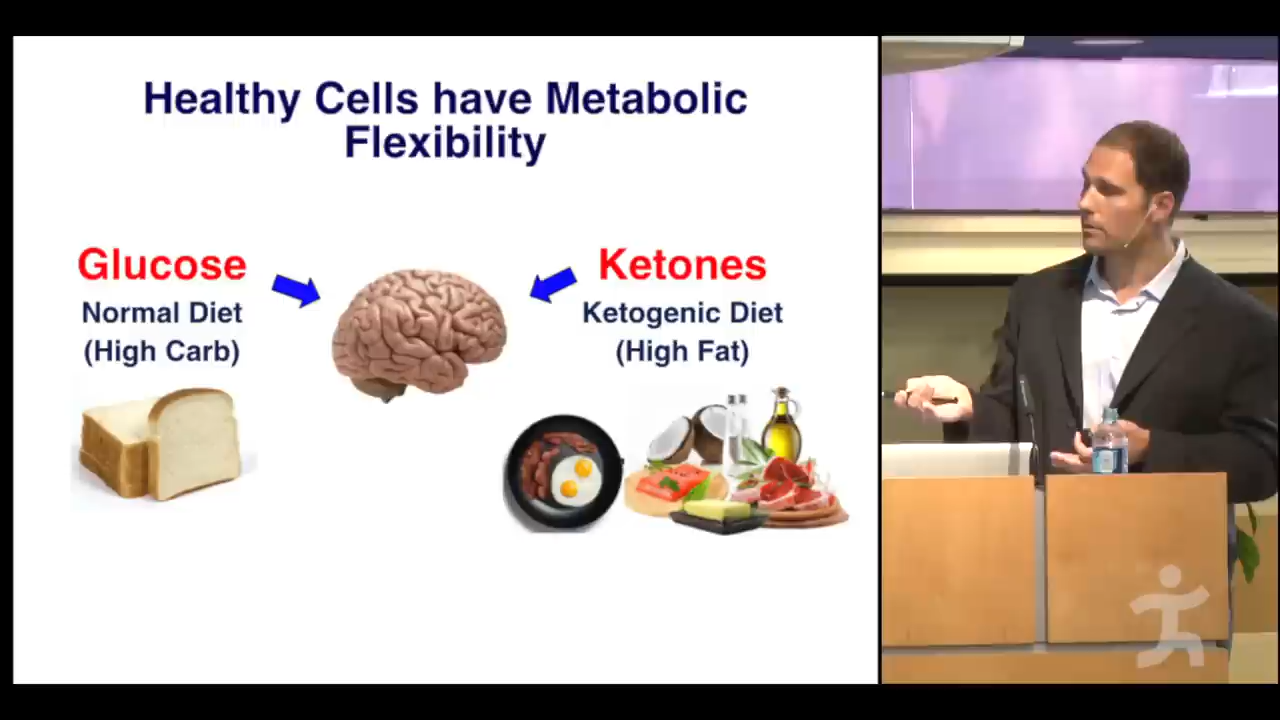 Healthy Cells have Metabolic
Flexibility
Glucose
Normal Diet
(High Carb)
Ketones
Ketogenic Diet
(High Fat)